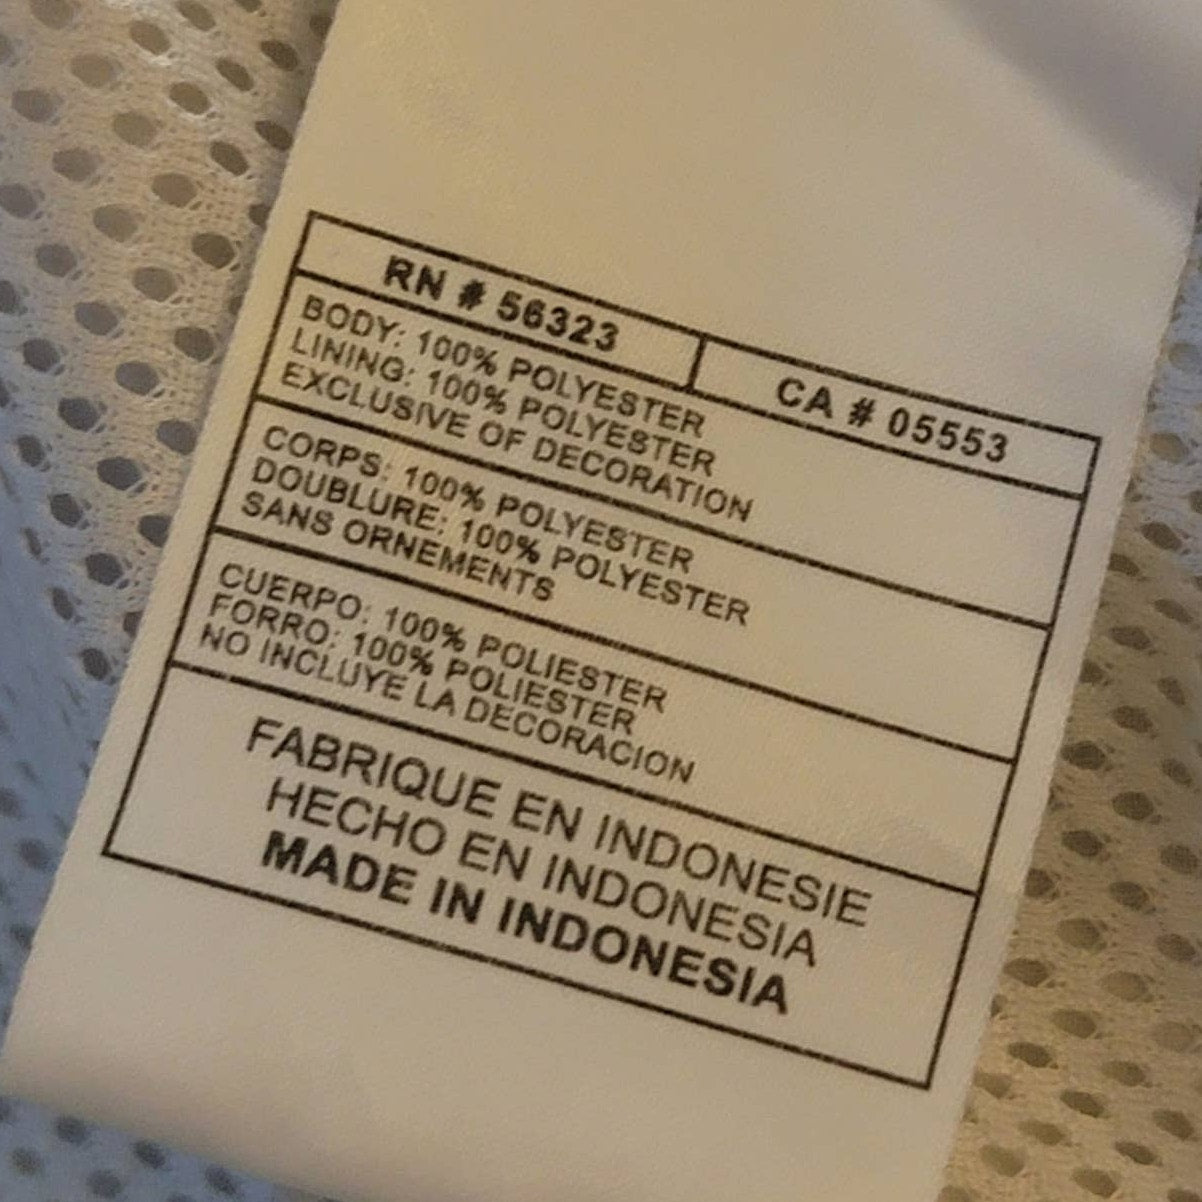 RN # 56323
CA # 05553
BODY: 100% POLYESTER
LINING: 100% POLYESTER
EXCLUSIVE OF DECORATION
CORPS: 100% POLYESTER
DOUBLURE: 100% POLYESTER
SANS ORNEMENTS
CUERPO: 100% POLIESTER
FORRO: 100% POLIESTER
NO INCLUYE LA DECORACION
FABRIQUE EN INDONESIE
HECHO EN INDONESIA
MADE IN INDONESIA